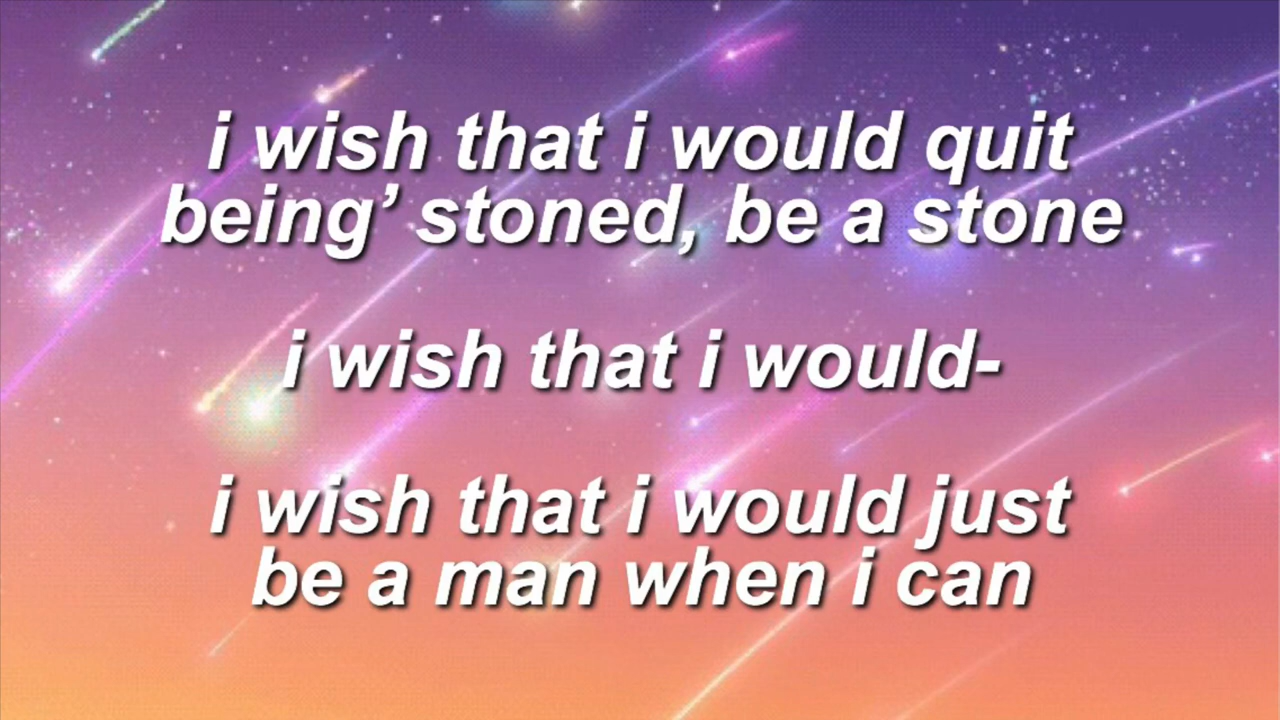 i wish that i would quit
being’ stoned, be a stone
i wish that i would-
i wish that i would just
be a man when i can